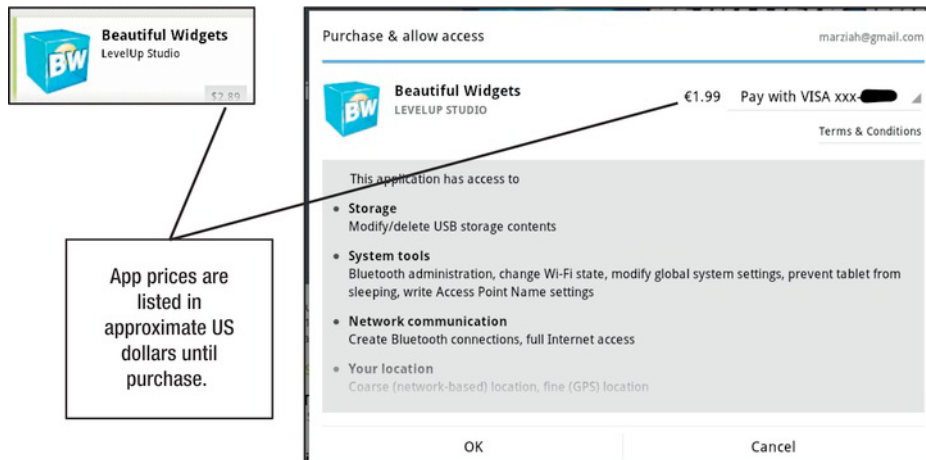 BW
Beautiful Widgets
LevelUp Studio
$2.89
App prices are
listed in
approximate US
dollars until
purchase.
Purchase & allow access
marziah@gmail.com
BW
Beautiful Widgets
LEVELUP STUDIO
€1.99 Pay with VISA xxx-
Terms & Conditions
This application has access to
• Storage
Modify/delete USB storage contents
• System tools
Bluetooth administration, change Wi-Fi state, modify global system settings, prevent tablet from
sleeping, write Access Point Name settings
• Network communication
Create Bluetooth connections, full Internet access
• Your location
Coarse (network-based) location, fine (GPS) location
OK
Cancel